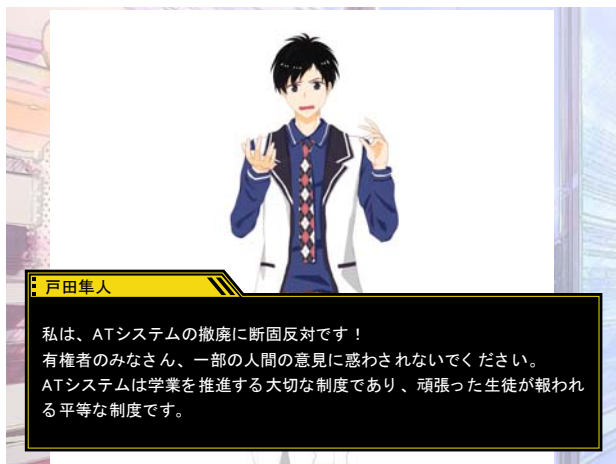 戸田隼人
私は、ATシステムの撤廃に断固反対です！
有権者のみなさん、一部の人間の意見に惑わされないでください。
ATシステムは学業を推進する大切な制度であり、頑張った生徒が報われ
る平等な制度です。